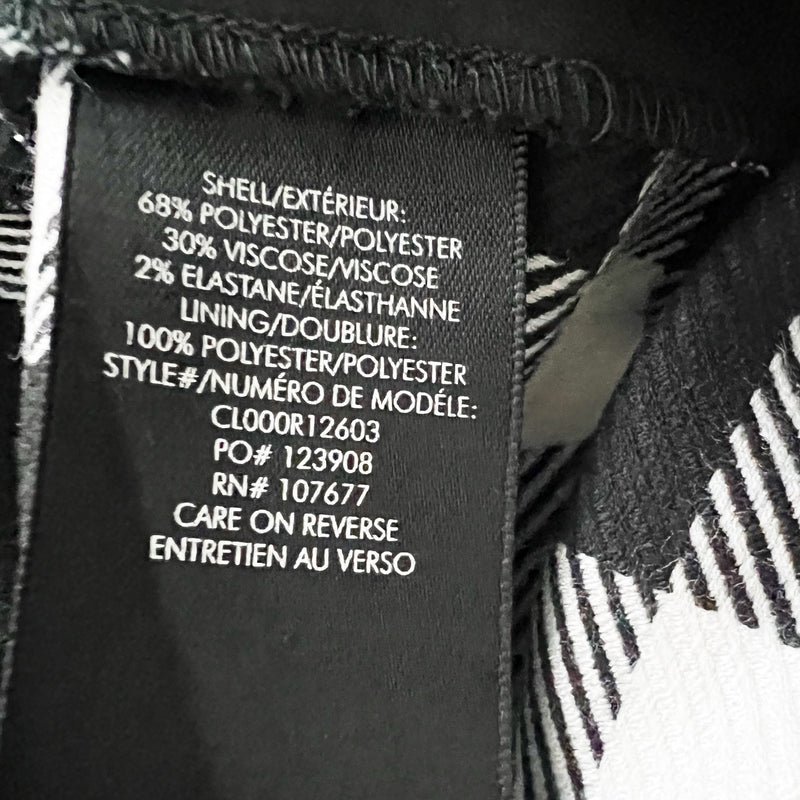 SHELL/EXTÉRIEUR:
68% POLYESTER/POLYESTER
30% VISCOSE/VISCOSE
2% ELASTANE/ÉLASTHANNE
LINING/DOUBLURE:
100% POLYESTER/POLYESTER
STYLE#/NUMÉRO DE MODÉLE:
CL000R12603
PO# 123908
RN# 107677
CARE ON REVERSE
ENTRETIEN AU VERSO